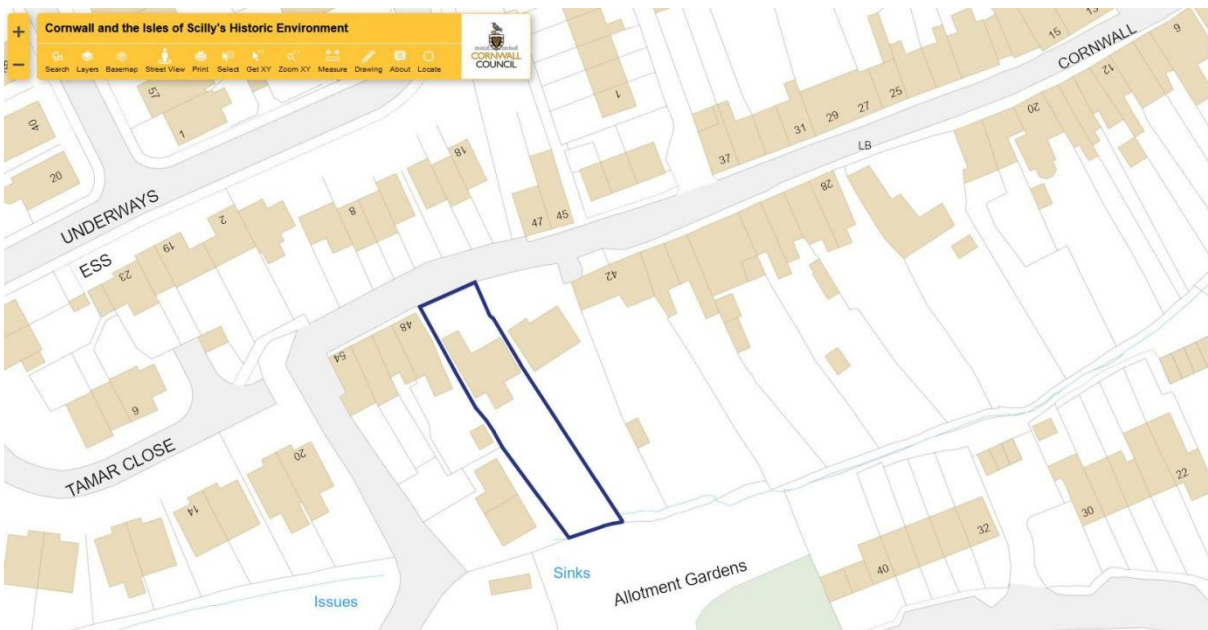 Cornwall and the Isles of Scilly's Historic Environment
Search Layers Basemap Street View Print Select Get XY Zoom XY Measure Drawing About Locate
CORNWALL
COUNCIL
+
−
57
1
40
20
UNDERWAYS
ESS
23
19
2
8
18
47
45
1
37
31
29
27
25
15
13
CORNWALL
9
12
20
LB
28
42
48
54
6
TAMAR CLOSE
14
20
Issues
Sinks
Allotment Gardens
40
32
30
22